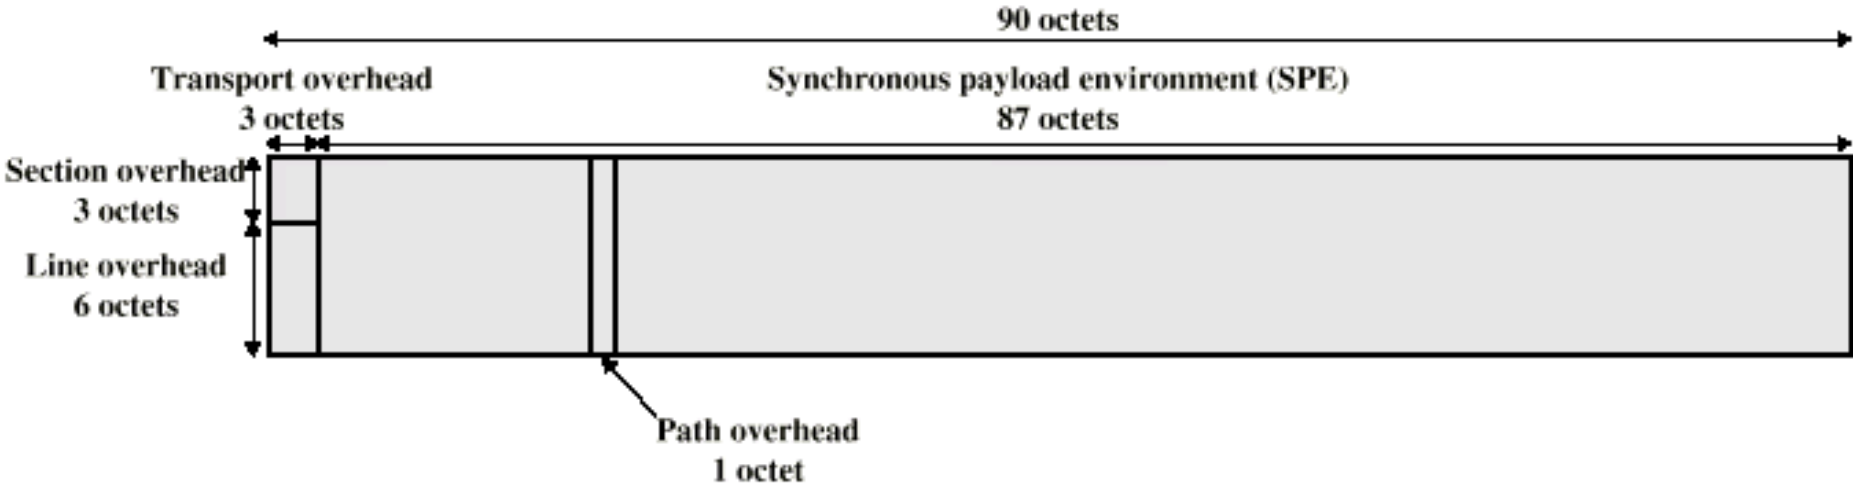 90 octets
Transport overhead
3 octets
Synchronous payload environment (SPE)
87 octets
Section overhead
3 octets
Line overhead
6 octets
Path overhead
1 octet